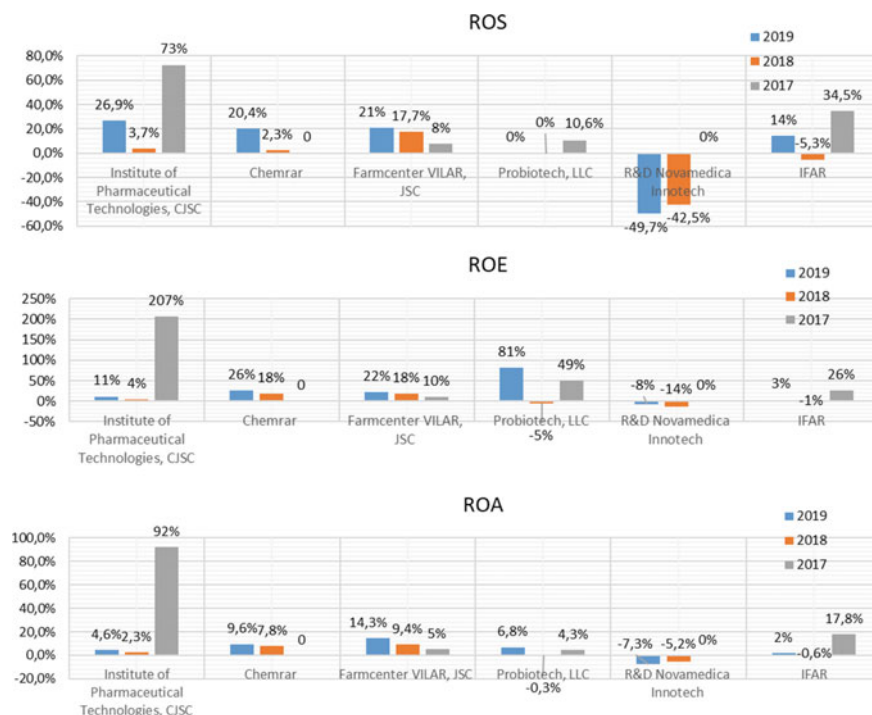 ROS
2019
2018
2017
80,0%
60,0%
40,0%
20,0%
0,0%
-20,0%
-40,0%
-60,0%
26,9%
3,7%
73%
20,4%
2,3%
0
21%
17,7%
8%
0%
0%
10,6%
-49,7%
-42,5%
0%
14%
-5,3%
34,5%
Institute of
Pharmaceutical
Technologies, CJSC
Chemrar
Farmcenter VILAR,
JSC
Probiotech, LLC
R&D Novamedica
Innotech
IFAR
ROE
2019
2018
2017
250%
200%
150%
100%
50%
0%
-50%
11%
4%
207%
26%
18%
0
22%
18%
10%
81%
-5%
49%
-8%
-14%
0%
3%
-1%
26%
Institute of
Pharmaceutical
Technologies, CJSC
Chemrar
Farmcenter VILAR,
JSC
Probiotech, LLC
R&D Novamedica
Innotech
IFAR
ROA
2019
2018
2017
100,0%
80,0%
60,0%
40,0%
20,0%
0,0%
-20,0%
4,6%
2,3%
92%
9,6%
7,8%
0
14,3%
9,4%
5%
6,8%
-0,3%
4,3%
-7,3%
-5,2%
0%
2%
-0,6%
17,8%
Institute of
Pharmaceutical
Technologies, CJSC
Chemrar
Farmcenter VILAR, JSC
Probiotech, LLC
R&D Novamedica
Innotech
IFAR